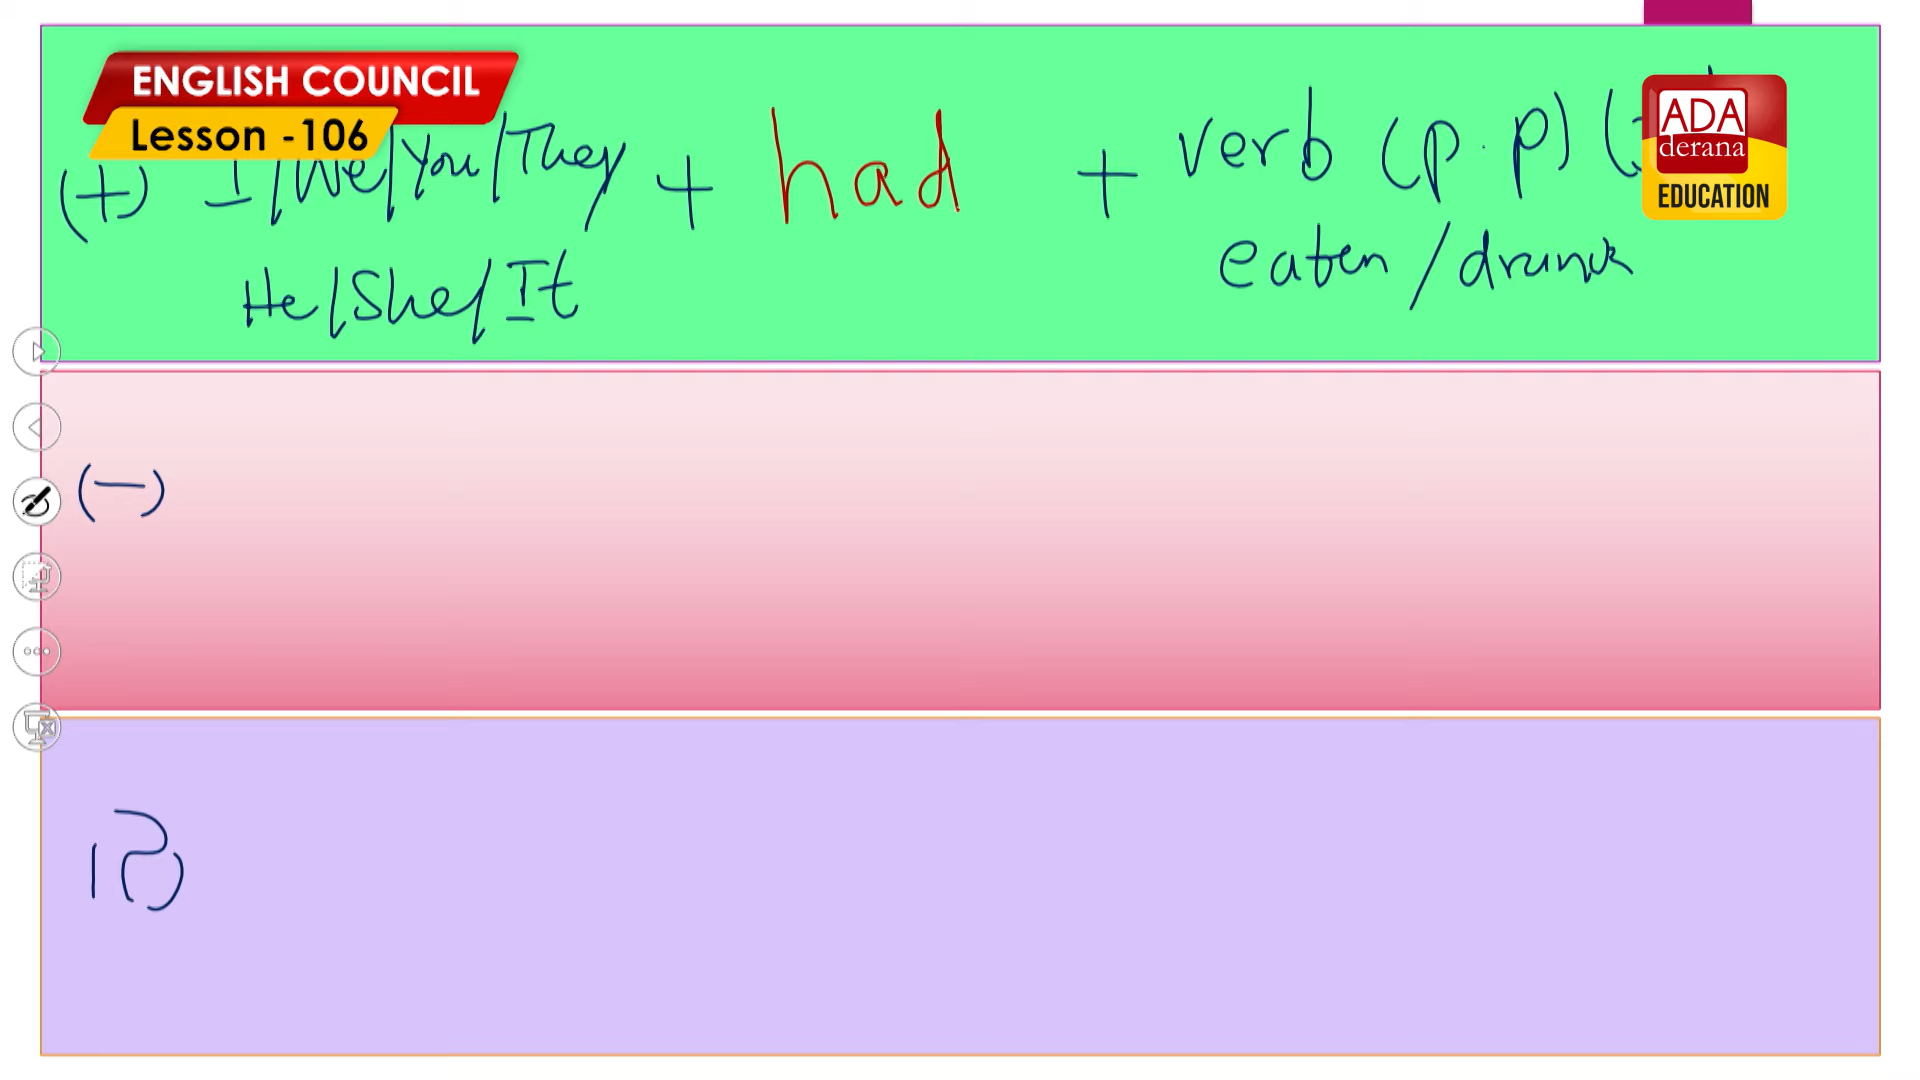 ENGLISH COUNCIL
Lesson -106
(+) I/We/You/They + had + verb (p.p)
He/She/It
eaten/drunk
ADA
derana
EDUCATION
(-)
(?)